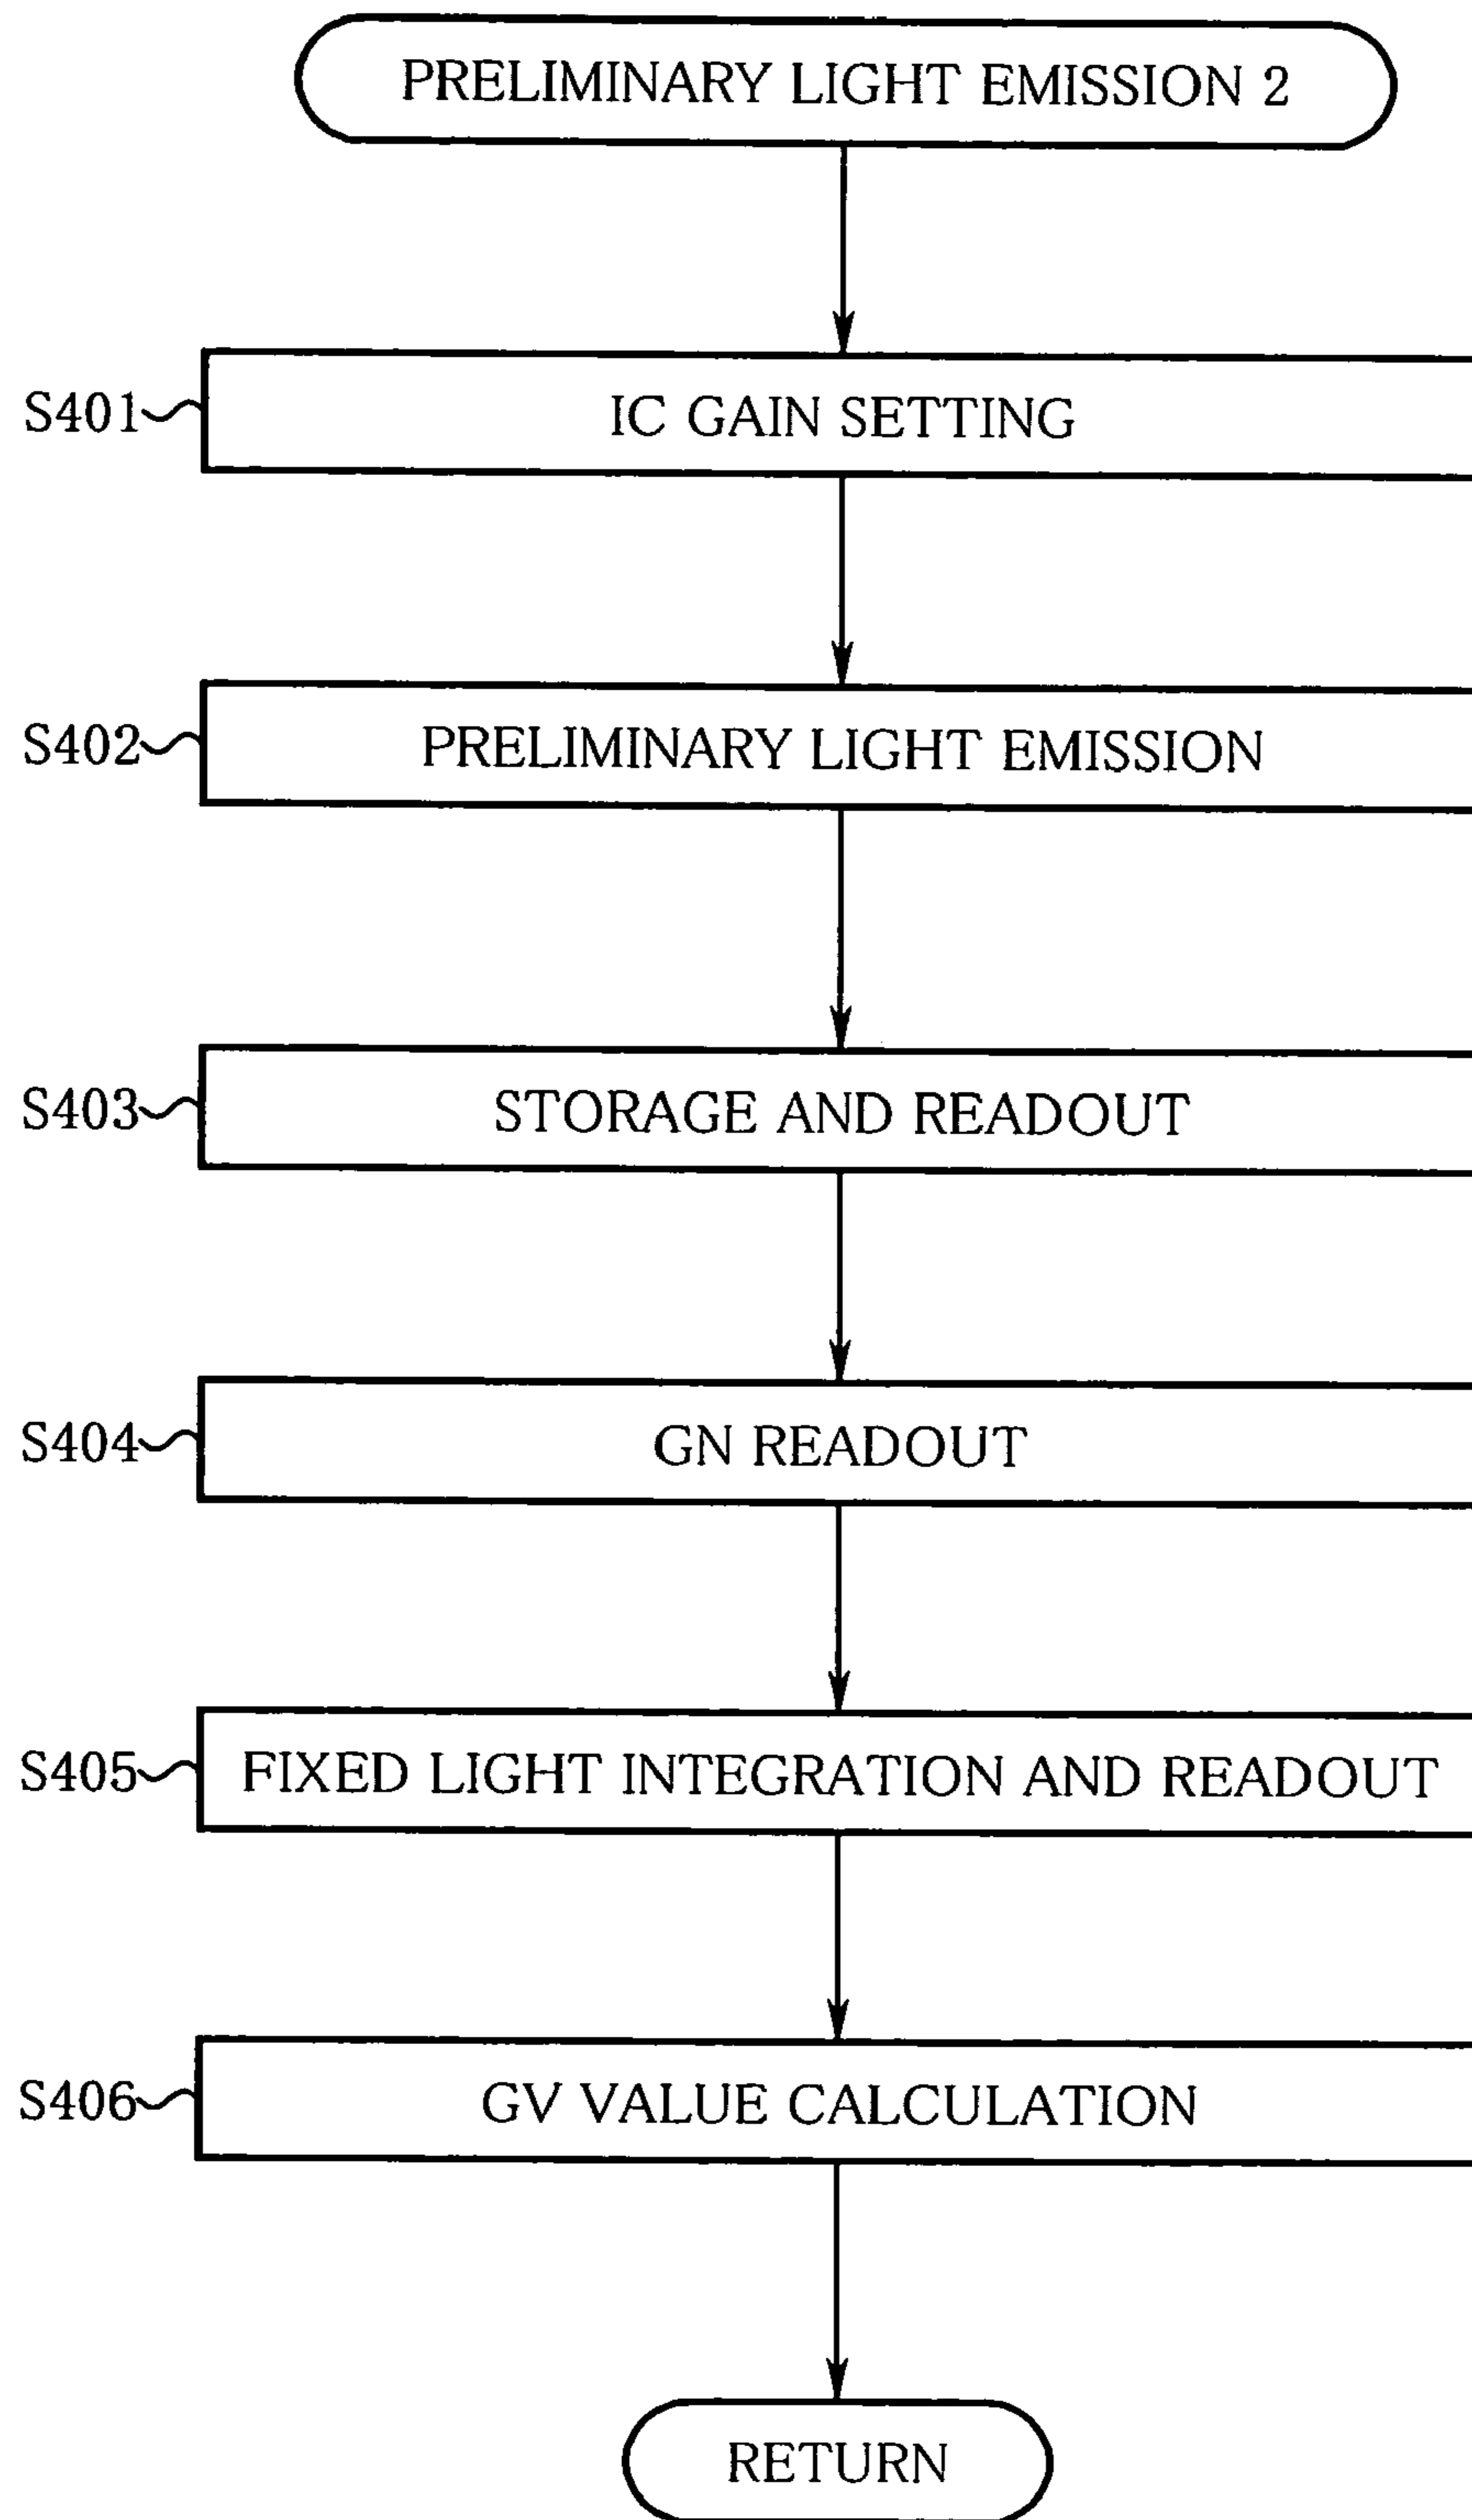 PRELIMINARY LIGHT EMISSION 2
S401 IC GAIN SETTING
S402 PRELIMINARY LIGHT EMISSION
S403 STORAGE AND READOUT
S404 GN READOUT
S405 FIXED LIGHT INTEGRATION AND READOUT
S406 GV VALUE CALCULATION
RETURN